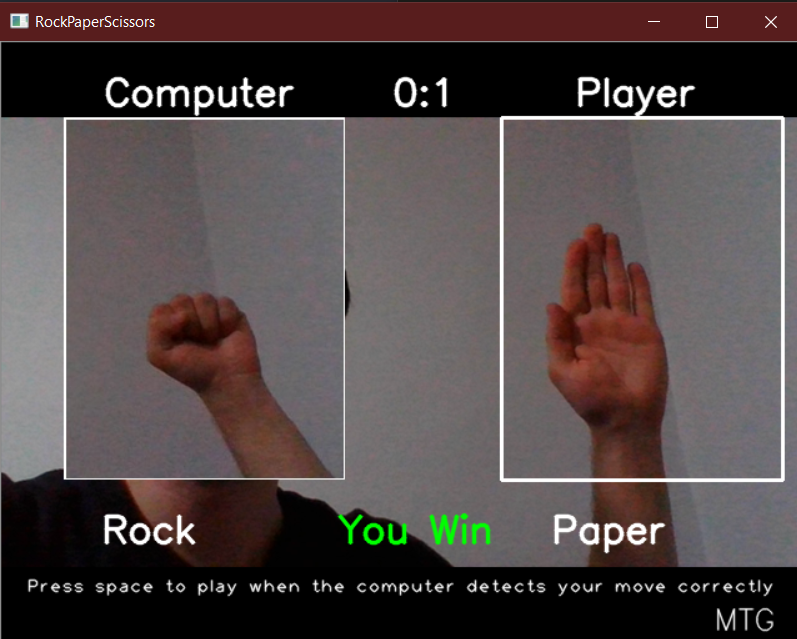 RockPaperScissors
Computer 0:1 Player
Rock You Win Paper
Press space to play when the computer detects your move correctly
MTG